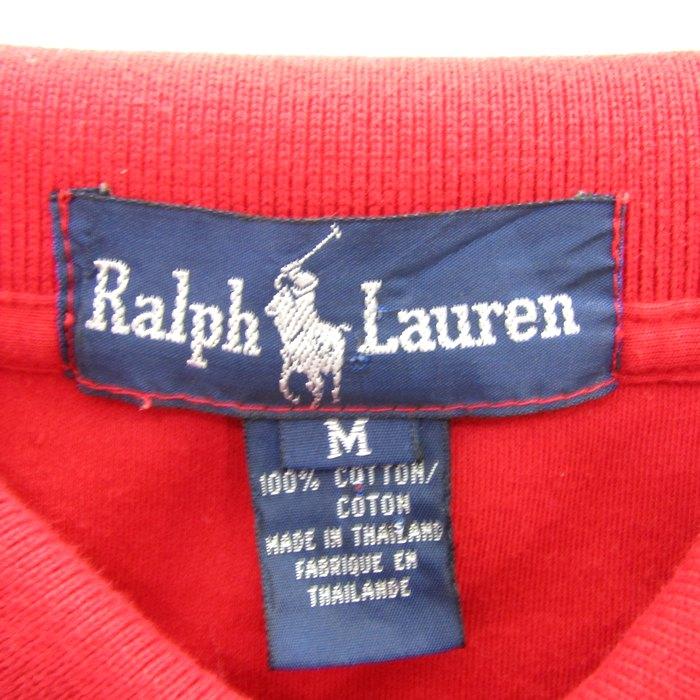 Ralph Lauren
M
100% COTTON/
COTON
MADE IN THAILAND
FABRIQUE EN
THAILANDE